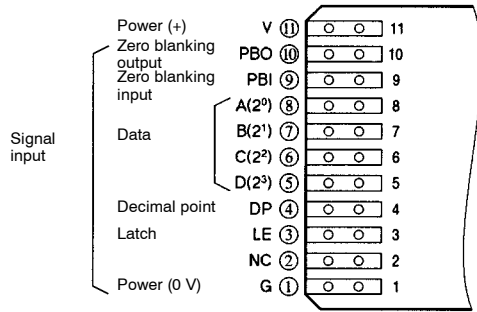 Power (+) V ⑪ 11
Zero blanking output PBO ⑩ 10
Zero blanking input PBI ⑨ 9
A(2⁰) ⑧ 8
Signal input
Data B(2¹) ⑦ 7
C(2²) ⑥ 6
D(2³) ⑤ 5
Decimal point DP ④ 4
Latch LE ③ 3
NC ② 2
Power (0 V) G ① 1